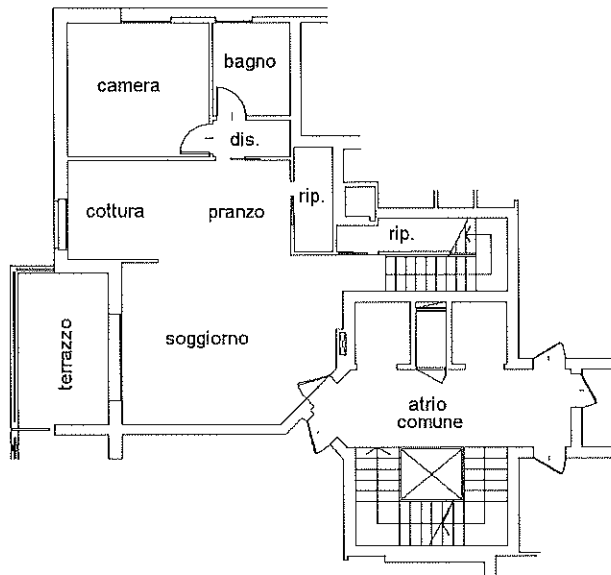 bagno
camera
dis.
rip.
cottura
pranzo
rip.
terrazzo
soggiorno
atrio
comune